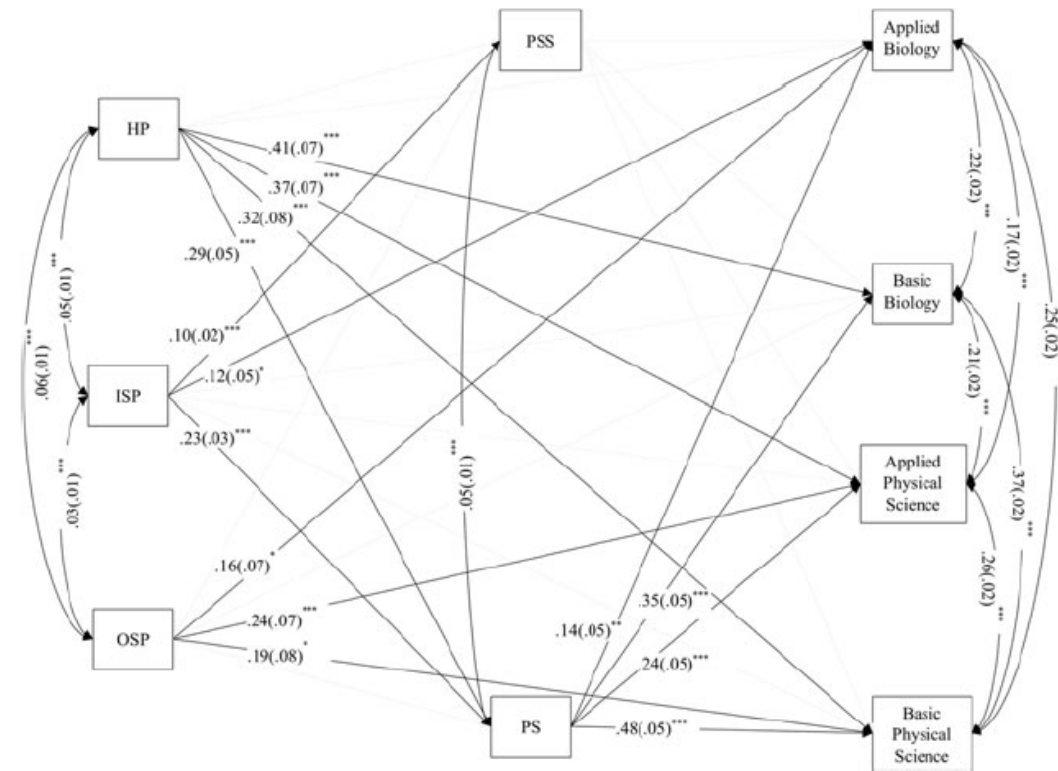 PSS
Applied
Biology
HP
.41(.07)***
.37(.07)***
.32(.08)***
.29(.05)***
.22(.02)***
.17(.02)***
.25(.02)
Basic
Biology
.05(.01)***
.06(.01)***
.10(.02)***
.12(.05)*
ISP
.23(.03)***
.21(.02)***
.05(.01)***
.03(.01)***
Applied
Physical
Science
.37(.02)***
.16(.07)*
.26(.02)***
.35(.05)***
.24(.07)***
.14(.05)**
OSP
.19(.08)*
.24(.05)***
PS
.48(.05)***
Basic
Physical
Science